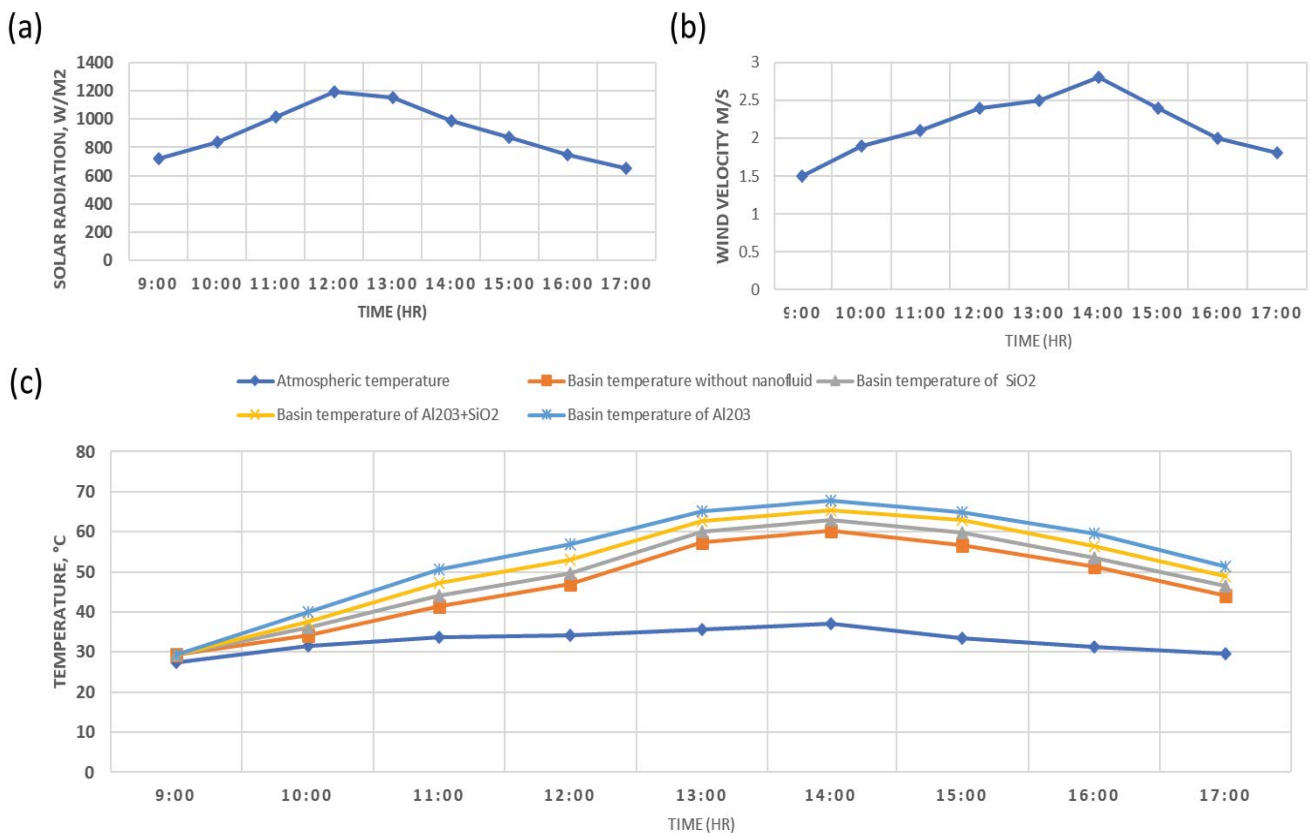 (a)
SOLAR RADIATION, W/M2
1400
1200
1000
800
600
400
200
0
9:00 10:00 11:00 12:00 13:00 14:00 15:00 16:00 17:00
TIME (HR)
(b)
WIND VELOCITY M/S
3
2.5
2
1.5
1
0.5
0
9:00 10:00 11:00 12:00 13:00 14:00 15:00 16:00 17:00
TIME (HR)
(c)
Atmospheric temperature Basin temperature without nanofluid Basin temperature of SiO2
Basin temperature of Al203+SiO2 Basin temperature of Al203
TEMPERATURE, °C
80
70
60
50
40
30
20
10
0
9:00 10:00 11:00 12:00 13:00 14:00 15:00 16:00 17:00
TIME (HR)